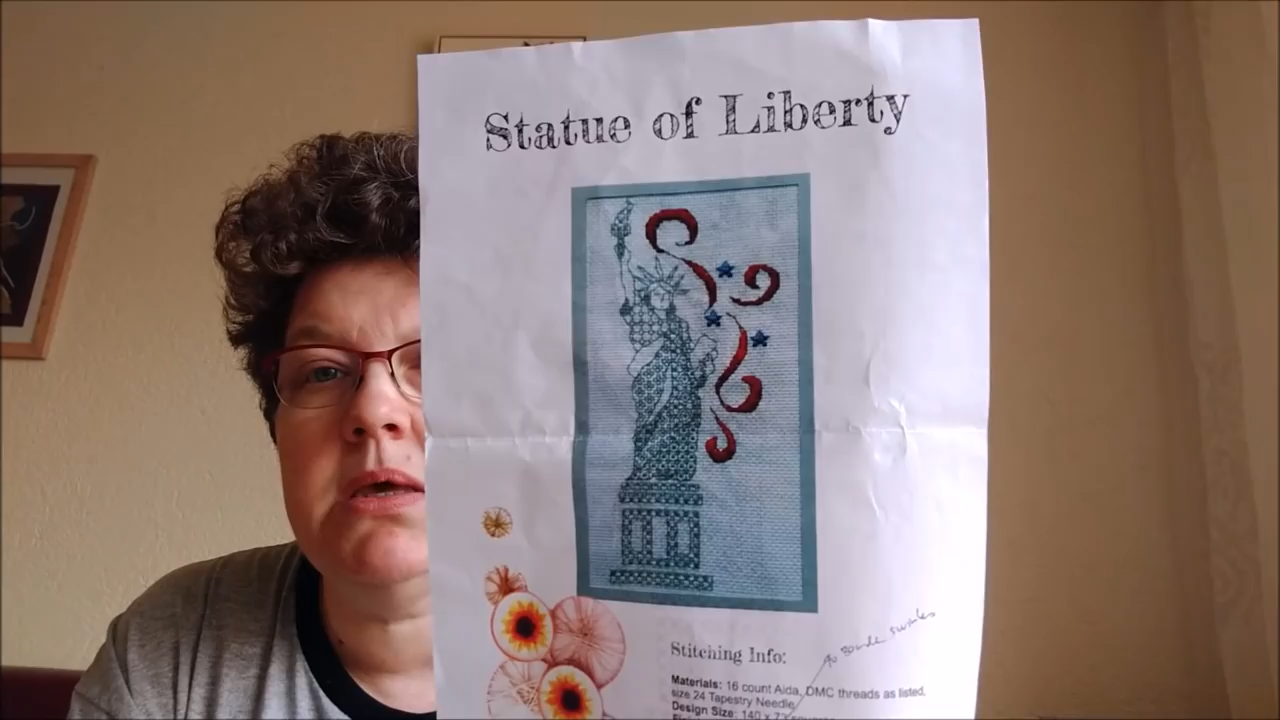 Statue of Liberty
Stitching Info:
Materials: 16 count Aida, DMC threads as listed,
size 24 Tapestry Needle
Design Size: 140 x